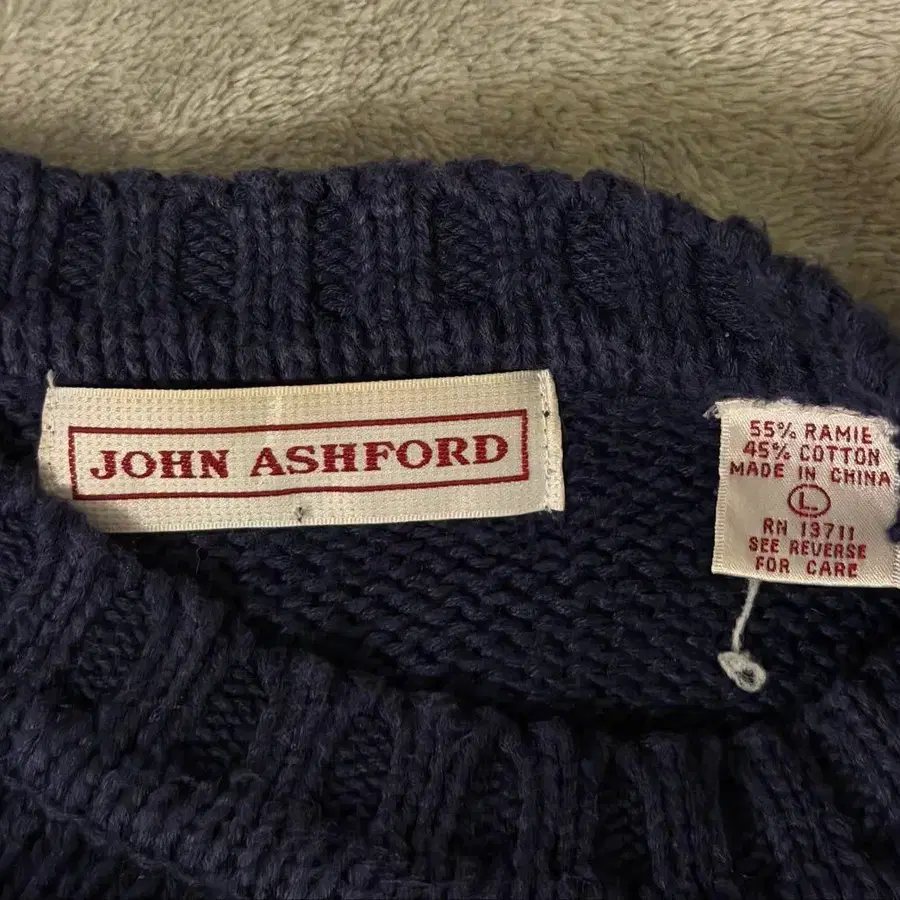 JOHN ASHFORD
55% RAMIE
45% COTTON
MADE IN CHINA
L
RN 13711
SEE REVERSE
FOR CARE